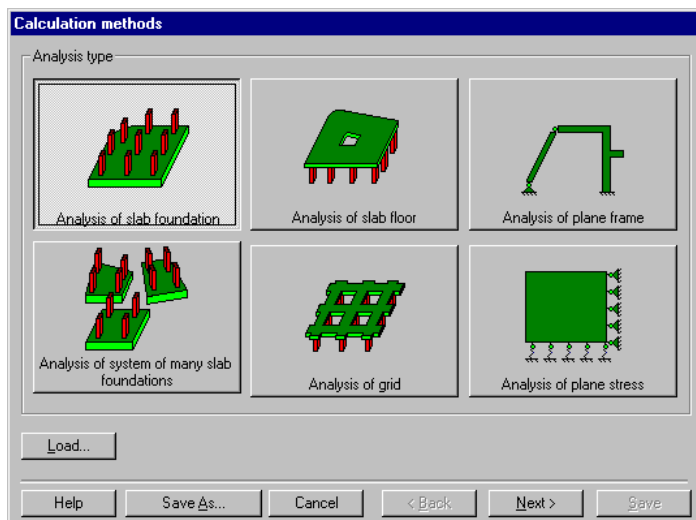 Calculation methods
Analysis type
Analysis of slab foundation
Analysis of slab floor
Analysis of plane frame
Analysis of system of many slab
foundations
Analysis of grid
Analysis of plane stress
Load...
Help
Save As...
Cancel
< Back
Next >
Save